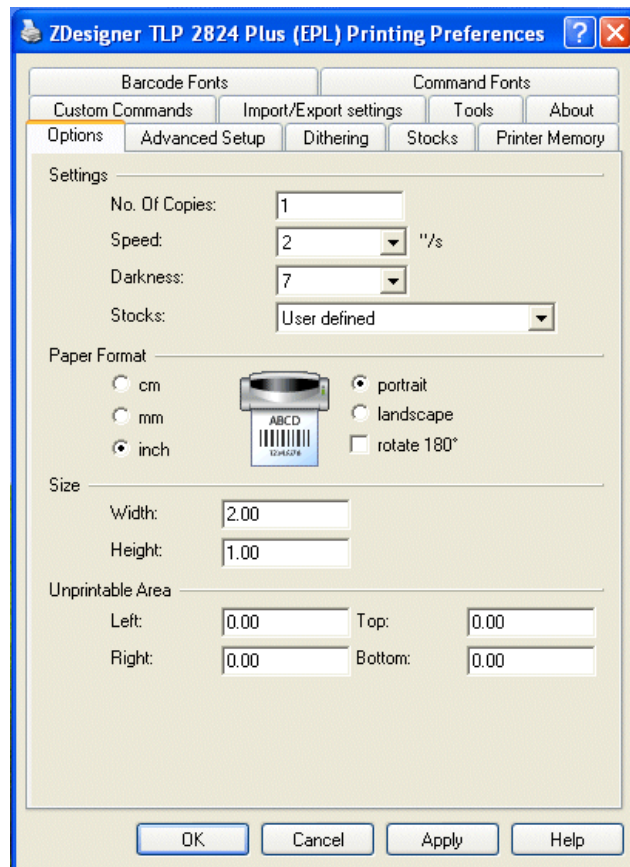 ZDesigner TLP 2824 Plus (EPL) Printing Preferences
Barcode Fonts Command Fonts
Custom Commands Import/Export settings Tools About
Options Advanced Setup Dithering Stocks Printer Memory
Settings
No. Of Copies: 1
Speed: 2 "/s
Darkness: 7
Stocks: User defined
Paper Format
cm portrait
mm landscape
inch rotate 180°
ABCD
Size
Width: 2.00
Height: 1.00
Unprintable Area
Left: 0.00 Top: 0.00
Right: 0.00 Bottom: 0.00
OK Cancel Apply Help